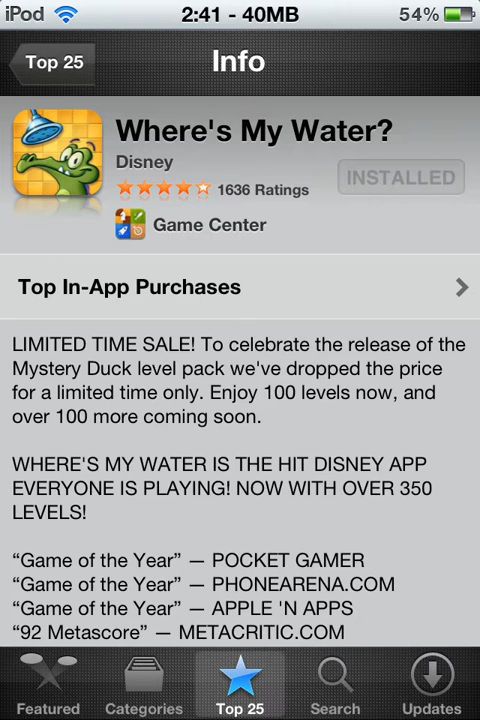 iPod 2:41 - 40MB 54%
Top 25 Info
Where's My Water?
Disney
INSTALLED
1636 Ratings
Game Center
Top In-App Purchases
LIMITED TIME SALE! To celebrate the release of the
Mystery Duck level pack we've dropped the price
for a limited time only. Enjoy 100 levels now, and
over 100 more coming soon.
WHERE'S MY WATER IS THE HIT DISNEY APP
EVERYONE IS PLAYING! NOW WITH OVER 350
LEVELS!
“Game of the Year” — POCKET GAMER
“Game of the Year” — PHONEARENA.COM
“Game of the Year” — APPLE 'N APPS
“92 Metascore” — METACRITIC.COM
Featured Categories Top 25 Search Updates